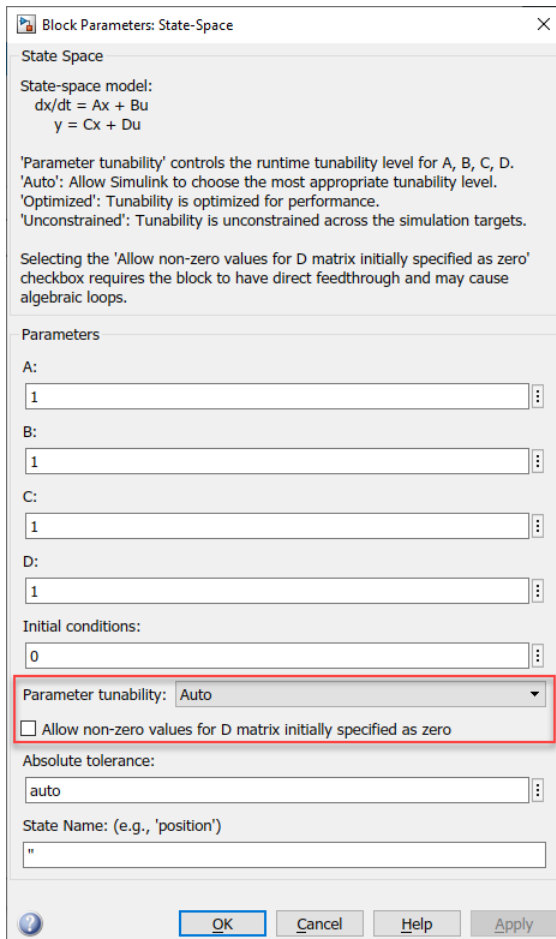 Block Parameters: State-Space
State Space
State-space model:
dx/dt = Ax + Bu
y = Cx + Du
'Parameter tunability' controls the runtime tunability level for A, B, C, D.
'Auto': Allow Simulink to choose the most appropriate tunability level.
'Optimized': Tunability is optimized for performance.
'Unconstrained': Tunability is unconstrained across the simulation targets.
Selecting the 'Allow non-zero values for D matrix initially specified as zero'
checkbox requires the block to have direct feedthrough and may cause
algebraic loops.
Parameters
A:
1
B:
1
C:
1
D:
1
Initial conditions:
0
Parameter tunability: Auto
Allow non-zero values for D matrix initially specified as zero
Absolute tolerance:
auto
State Name: (e.g., 'position')
''
? OK Cancel Help Apply